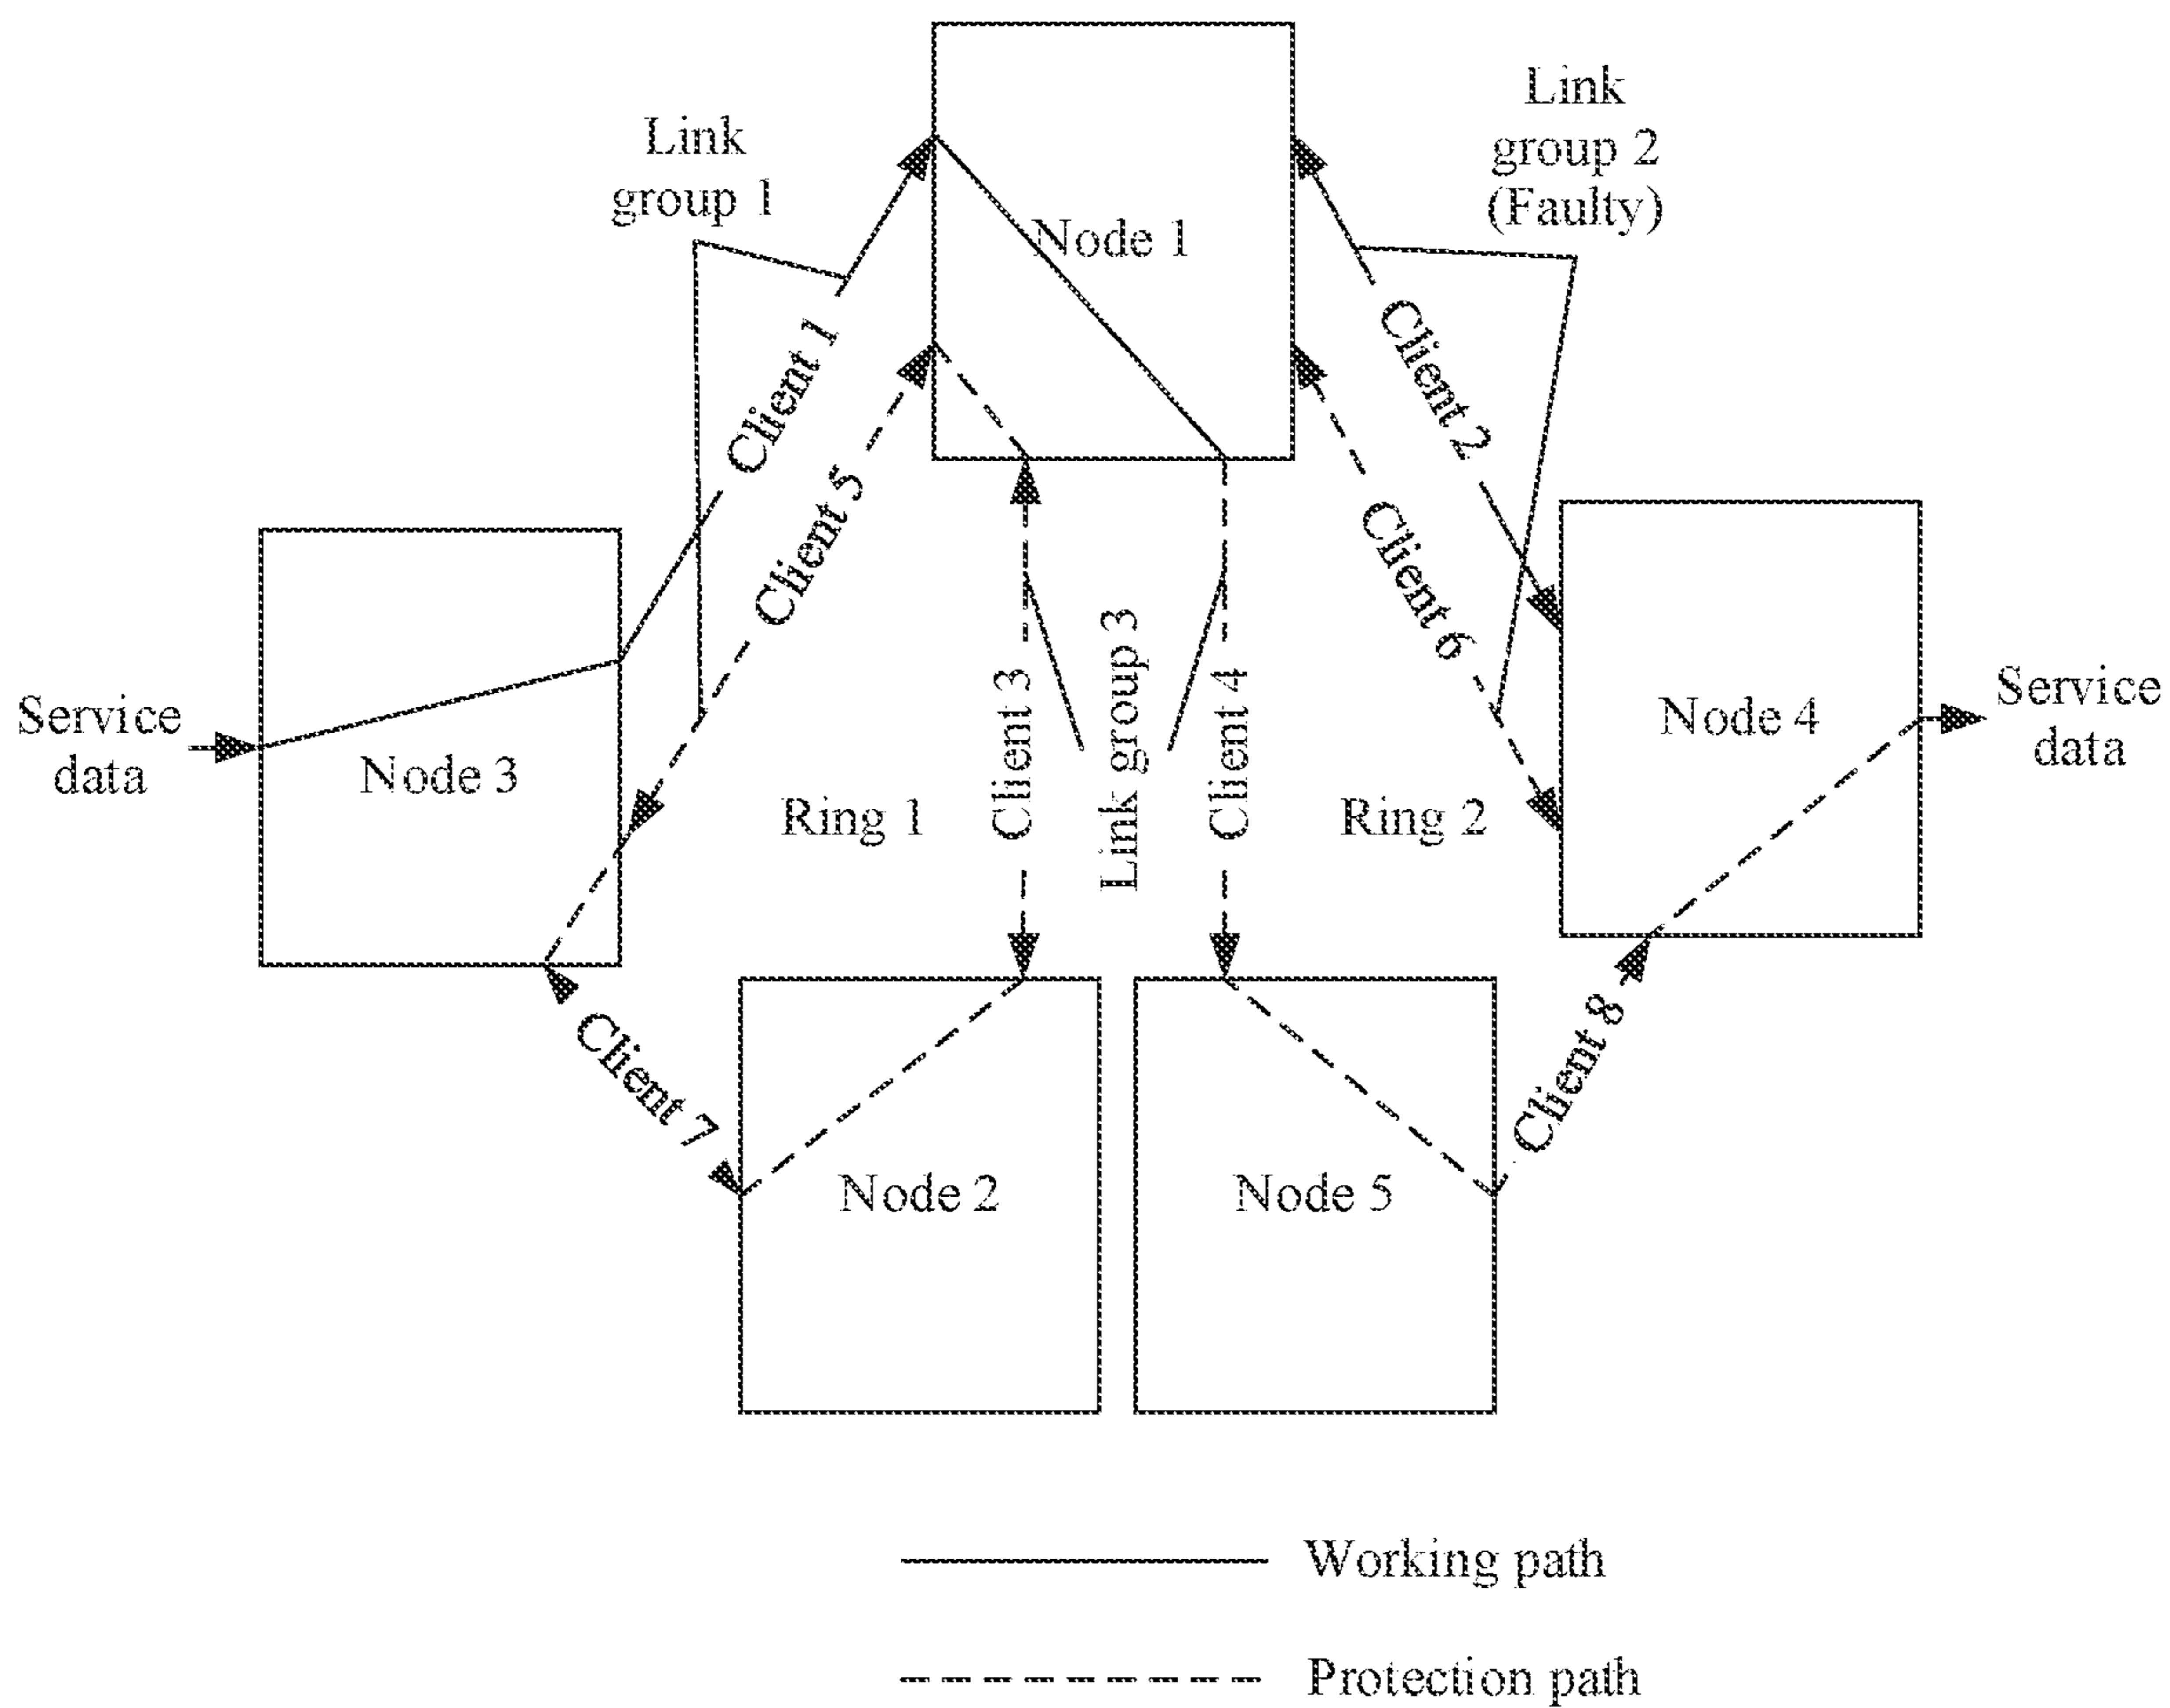 Link
group 1
Link
group 2
(Faulty)
Node 1
Client 1
Client 2
Client 5
Client 6
Service
data
Node 3
Ring 1
Client 3
Link group 3
Client 4
Ring 2
Node 4
Service
data
Client 7
Client 8
Node 2
Node 5
Working path
Protection path